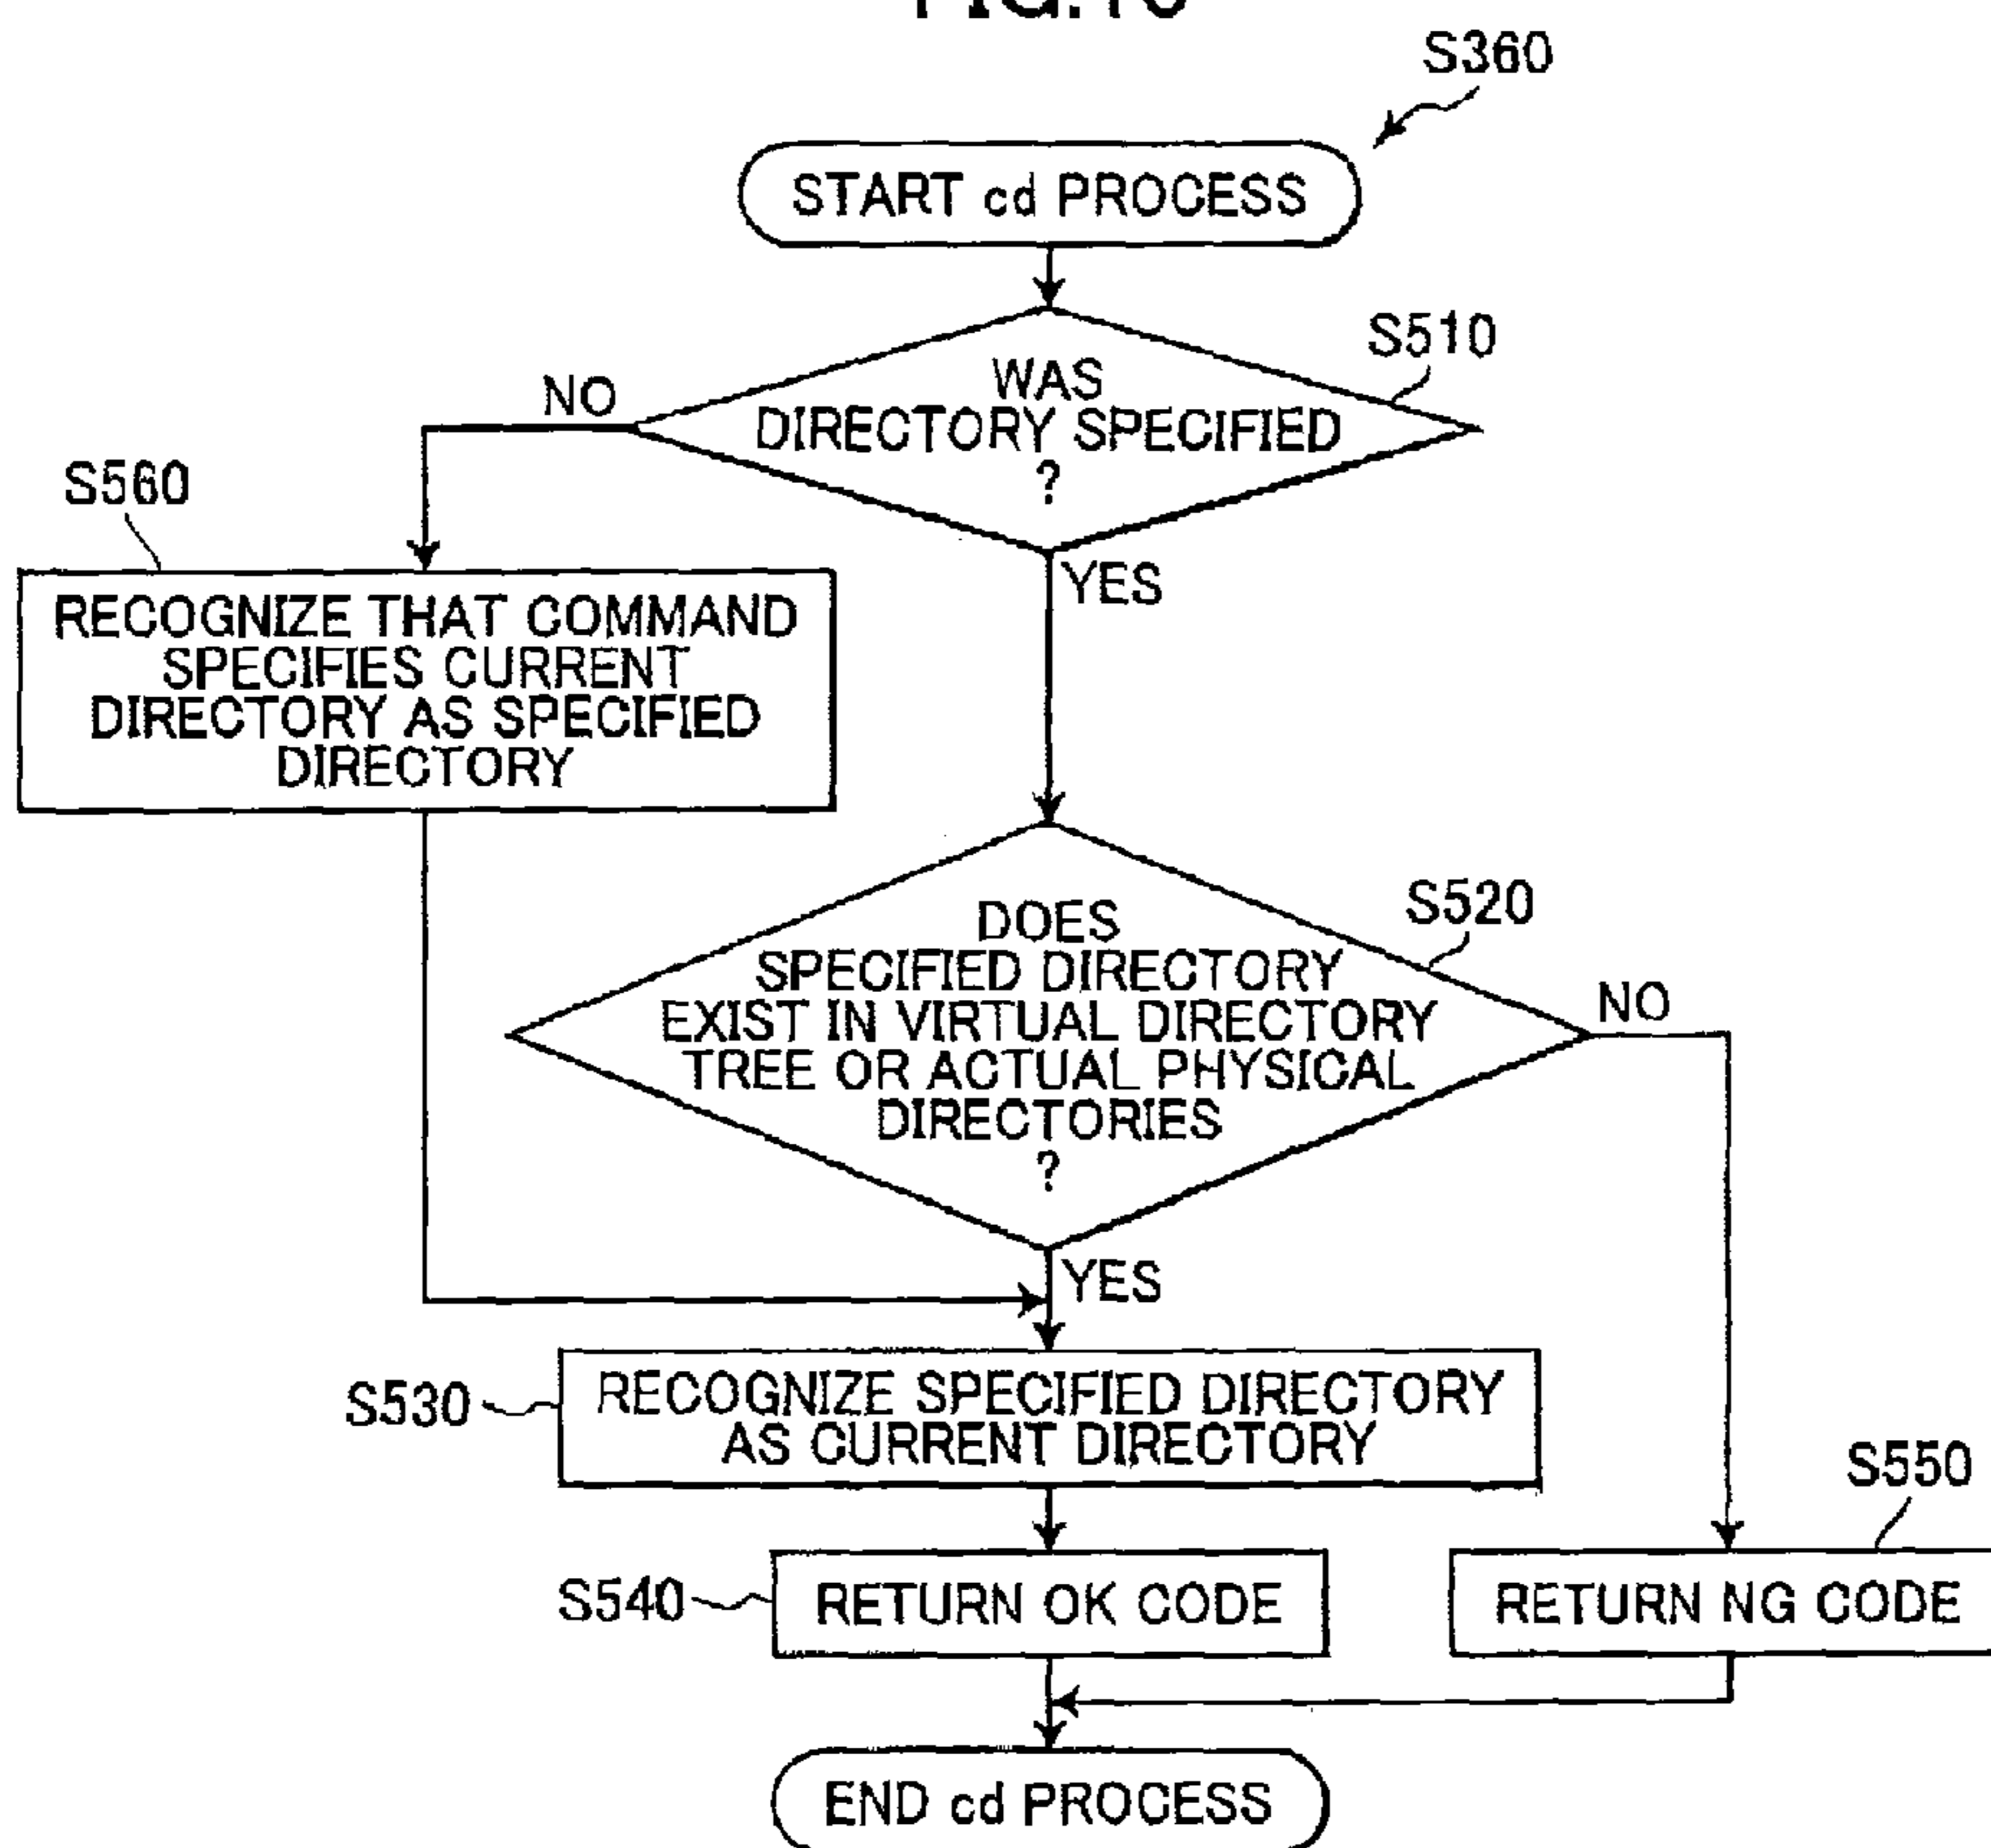 S360
START cd PROCESS
S510
WAS
DIRECTORY SPECIFIED
?
NO
YES
S560
RECOGNIZE THAT COMMAND
SPECIFIES CURRENT
DIRECTORY AS SPECIFIED
DIRECTORY
S520
DOES
SPECIFIED DIRECTORY
EXIST IN VIRTUAL DIRECTORY
TREE OR ACTUAL PHYSICAL
DIRECTORIES
?
NO
YES
S530
RECOGNIZE SPECIFIED DIRECTORY
AS CURRENT DIRECTORY
S540
RETURN OK CODE
S550
RETURN NG CODE
END cd PROCESS